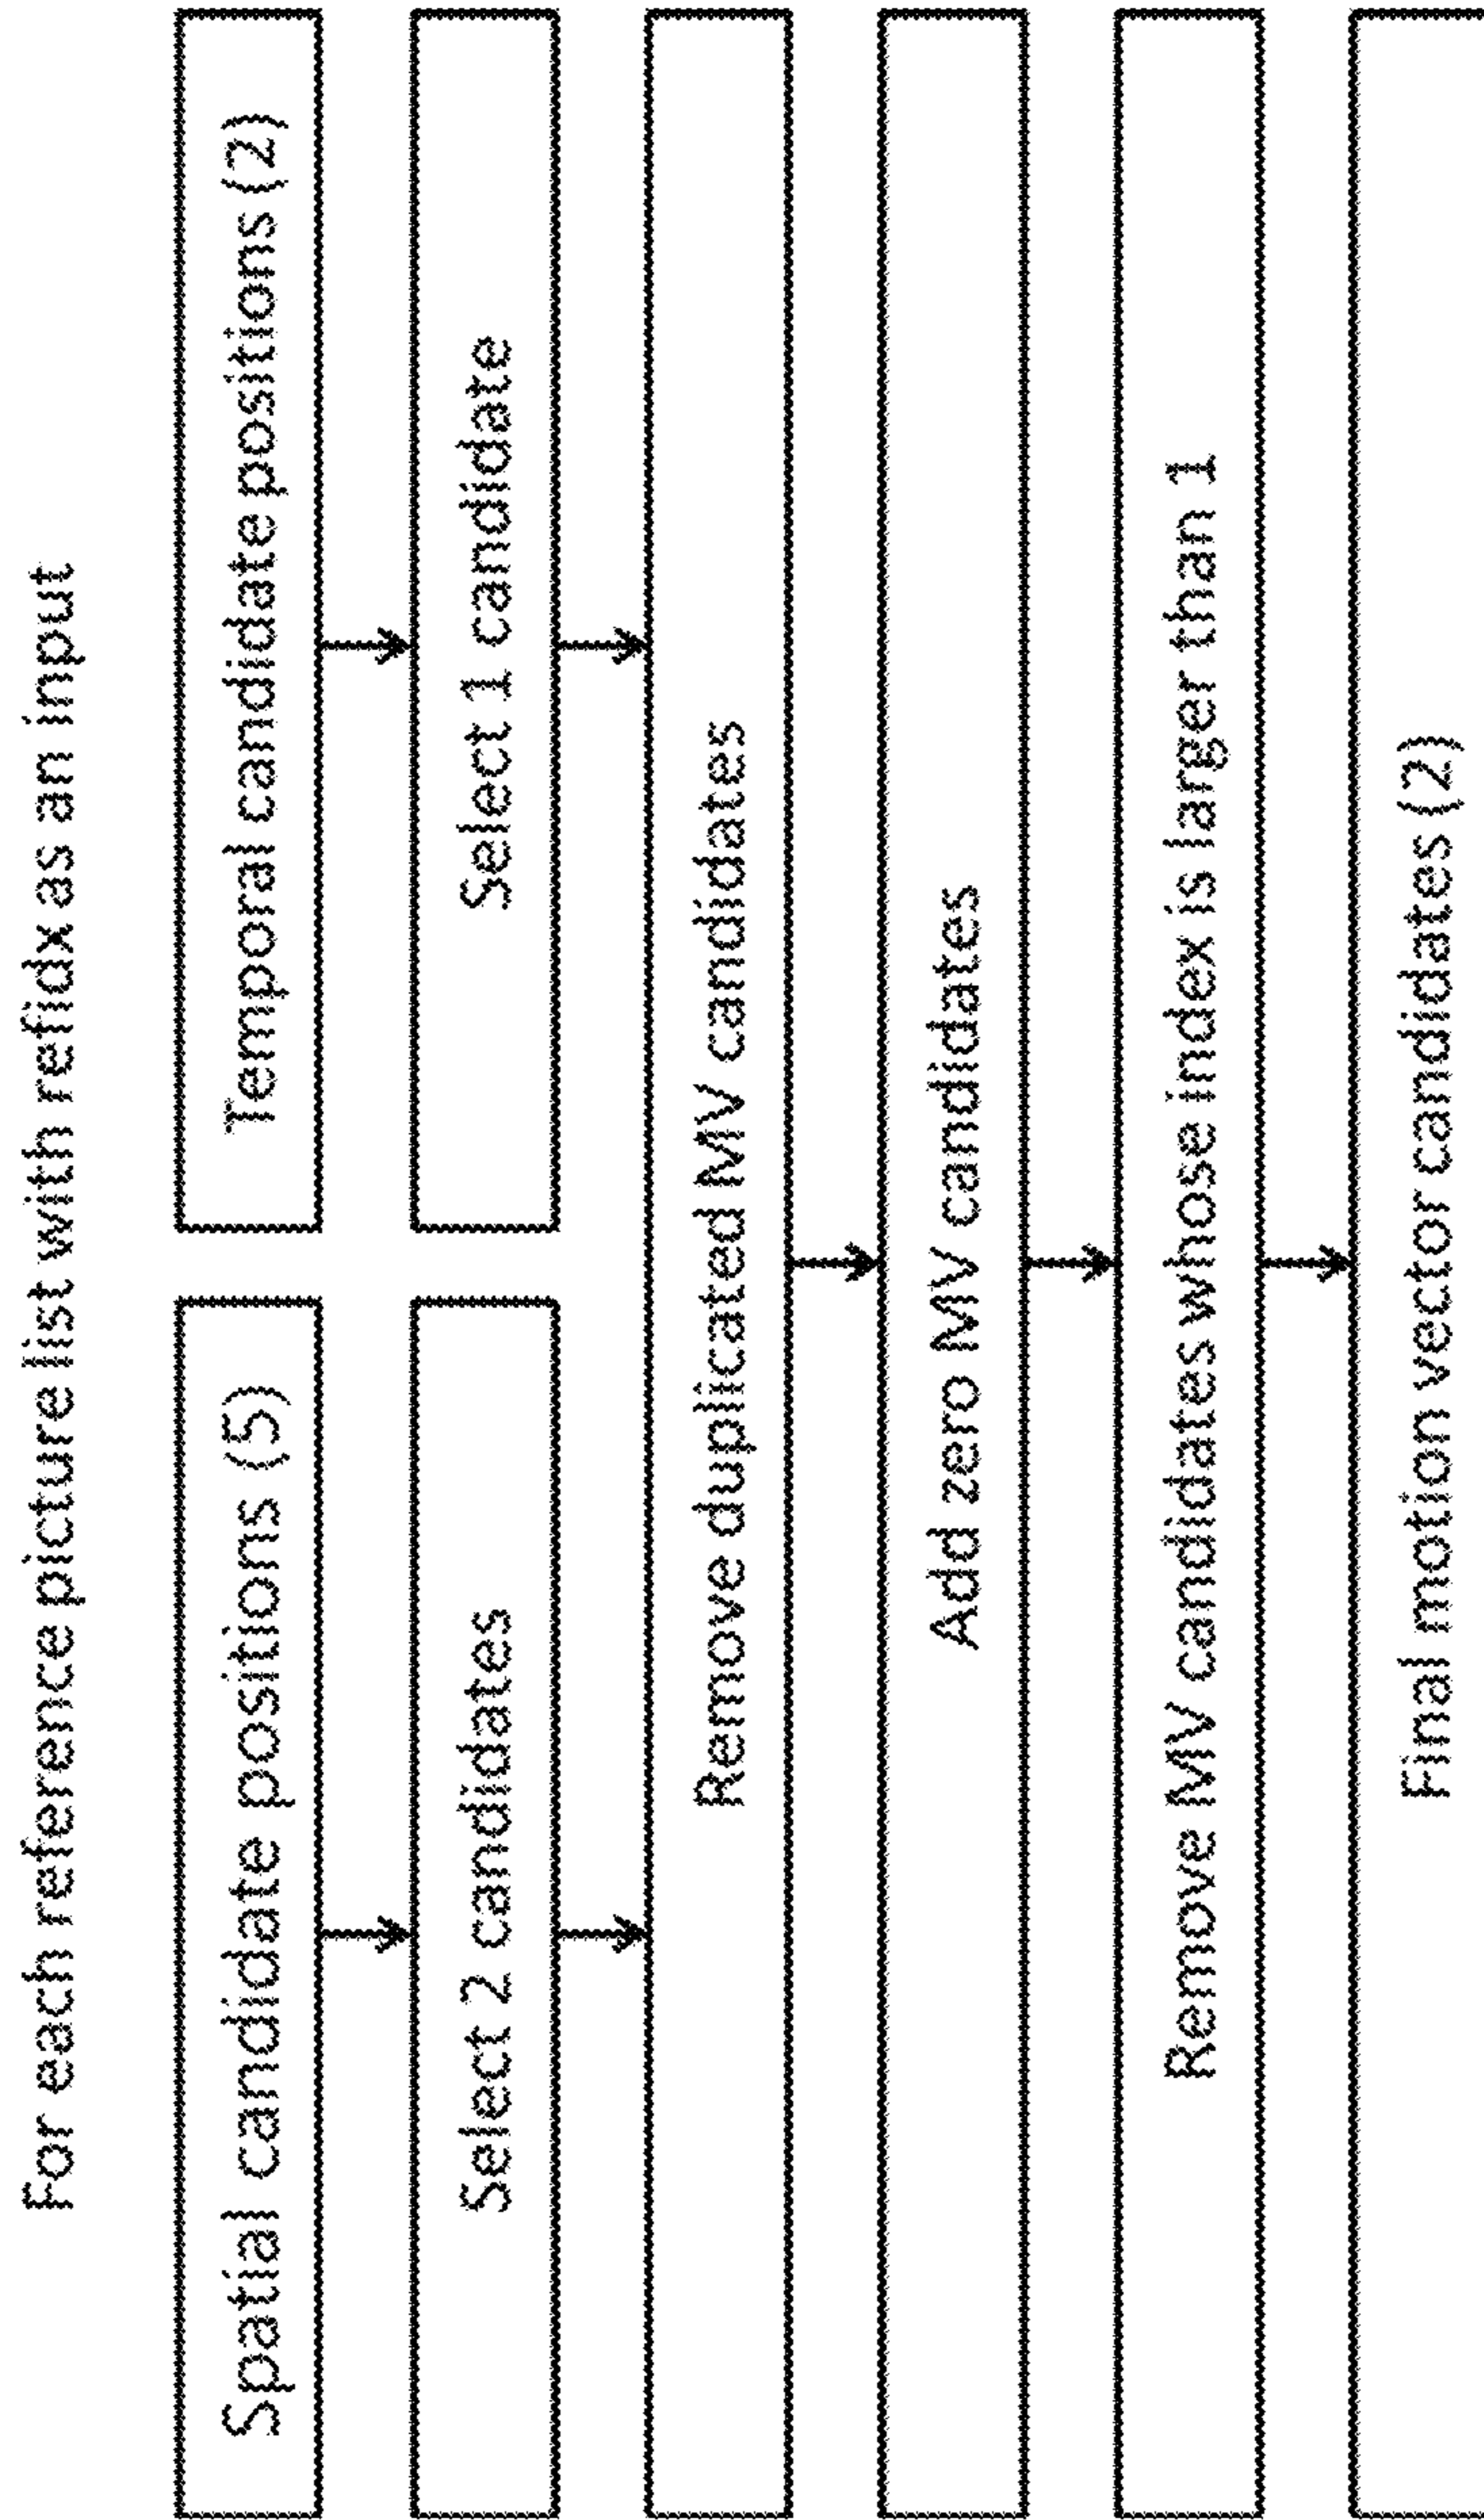 For each reference picture list with refidx as an input
Spatial candidate positions (5)
Temporal candidate positions (2)
Select 2 candidates
Select 1 candidate
Remove duplicated MV candidates
Add zero MV candidates
Remove MV candidates whose index is larger than 1
Final motion vector candidates (2)